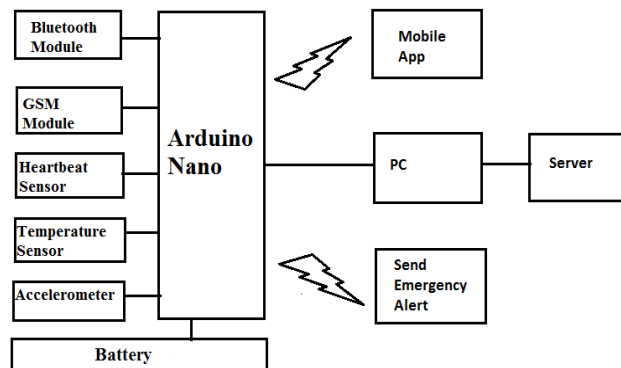 Bluetooth
Module
GSM
Module
Heartbeat
Sensor
Temperature
Sensor
Accelerometer
Battery
Arduino
Nano
Mobile
App
PC
Server
Send
Emergency
Alert